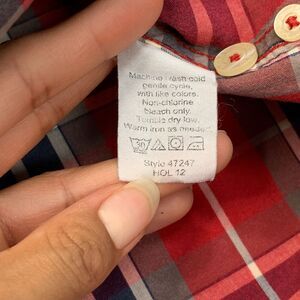 Machine wash cold
gentle cycle,
with like colors.
Non-chlorine
bleach only.
Tumble dry low.
Warm iron as needed.
30
Style 47247
HOL 12